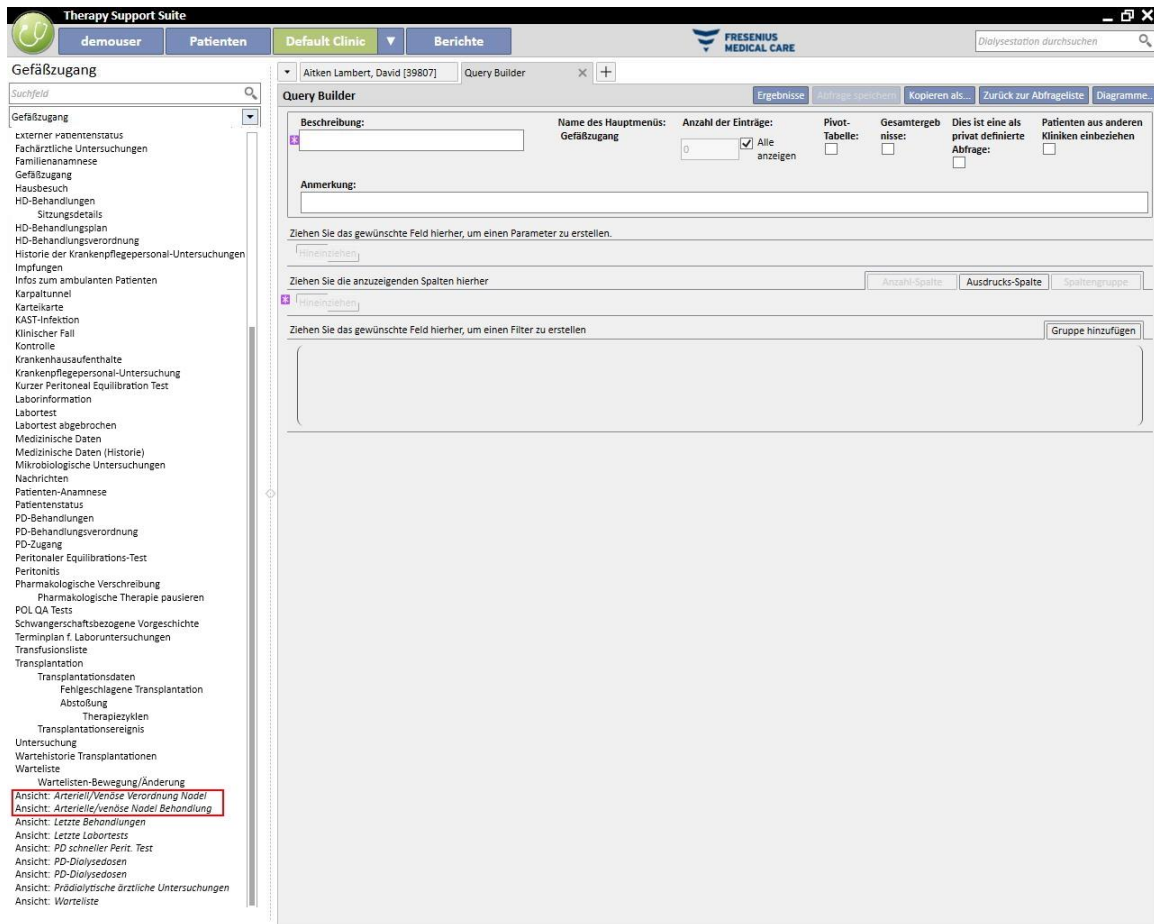 Therapy Support Suite
demouser
Patienten
Default Clinic
Berichte
FRESENIUS
MEDICAL CARE
Dialysestation durchsuchen
Gefäßzugang
Suchfeld
Gefäßzugang
Externer Patientenstatus
Fachärztliche Untersuchungen
Familienanamnese
Gefäßzugang
Hausbesuch
HD-Behandlungen
Sitzungsdetails
HD-Behandlungsplan
HD-Behandlungsverordnung
Historie der Krankenpflegepersonal-Untersuchungen
Impfungen
Infos zum ambulanten Patienten
Karpaltunnel
Karteikarte
KAST-Infektion
Klinischer Fall
Kontrolle
Krankenhausaufenthalte
Krankenpflegepersonal-Untersuchung
Kurzer Peritoneal Equilibration Test
Laborinformation
Labortest
Labortest abgebrochen
Medizinische Daten
Medizinische Daten (Historie)
Mikrobiologische Untersuchungen
Nachrichten
Patienten-Anamnese
Patientenstatus
PD-Behandlungen
PD-Behandlungsverordnung
PD-Zugang
Peritonaler Equilibrations-Test
Peritonitis
Pharmakologische Verschreibung
Pharmakologische Therapie pausieren
POL QA Tests
Schwangerschaftsbezogene Vorgeschichte
Terminplan f. Laboruntersuchungen
Transfusionsliste
Transplantation
Transplantationsdaten
Fehlgeschlagene Transplantation
Abstoßung
Therapiezyklen
Transplantationsereignis
Untersuchung
Wartehistorie Transplantationen
Warteliste
Wartelisten-Bewegung/Änderung
Ansicht: Arteriell/Venöse Verordnung Nadel
Ansicht: Arterielle/venöse Nadel Behandlung
Ansicht: Letzte Behandlungen
Ansicht: Letzte Labortests
Ansicht: PD schneller Perit. Test
Ansicht: PD-Dialysedosen
Ansicht: PD-Dialysedosen
Ansicht: Prädialytische ärztliche Untersuchungen
Ansicht: Warteliste
Aitken Lambert, David [39807]
Query Builder
Query Builder
Ergebnisse
Abfrage speichern
Kopieren als...
Zurück zur Abfrageliste
Diagramme...
Beschreibung:
Name des Hauptmenüs:
Gefäßzugang
Anzahl der Einträge:
0
Alle
anzeigen
Pivot-
Tabelle:
Gesamtergeb
nisse:
Dies ist eine als
privat definierte
Abfrage:
Patienten aus anderen
Kliniken einbeziehen
Anmerkung:
Ziehen Sie das gewünschte Feld hierher, um einen Parameter zu erstellen.
Hineinziehen
Ziehen Sie die anzuzeigenden Spalten hierher
Anzahl-Spalte
Ausdrucks-Spalte
Spaltengruppe
Hineinziehen
Ziehen Sie das gewünschte Feld hierher, um einen Filter zu erstellen
Gruppe hinzufügen